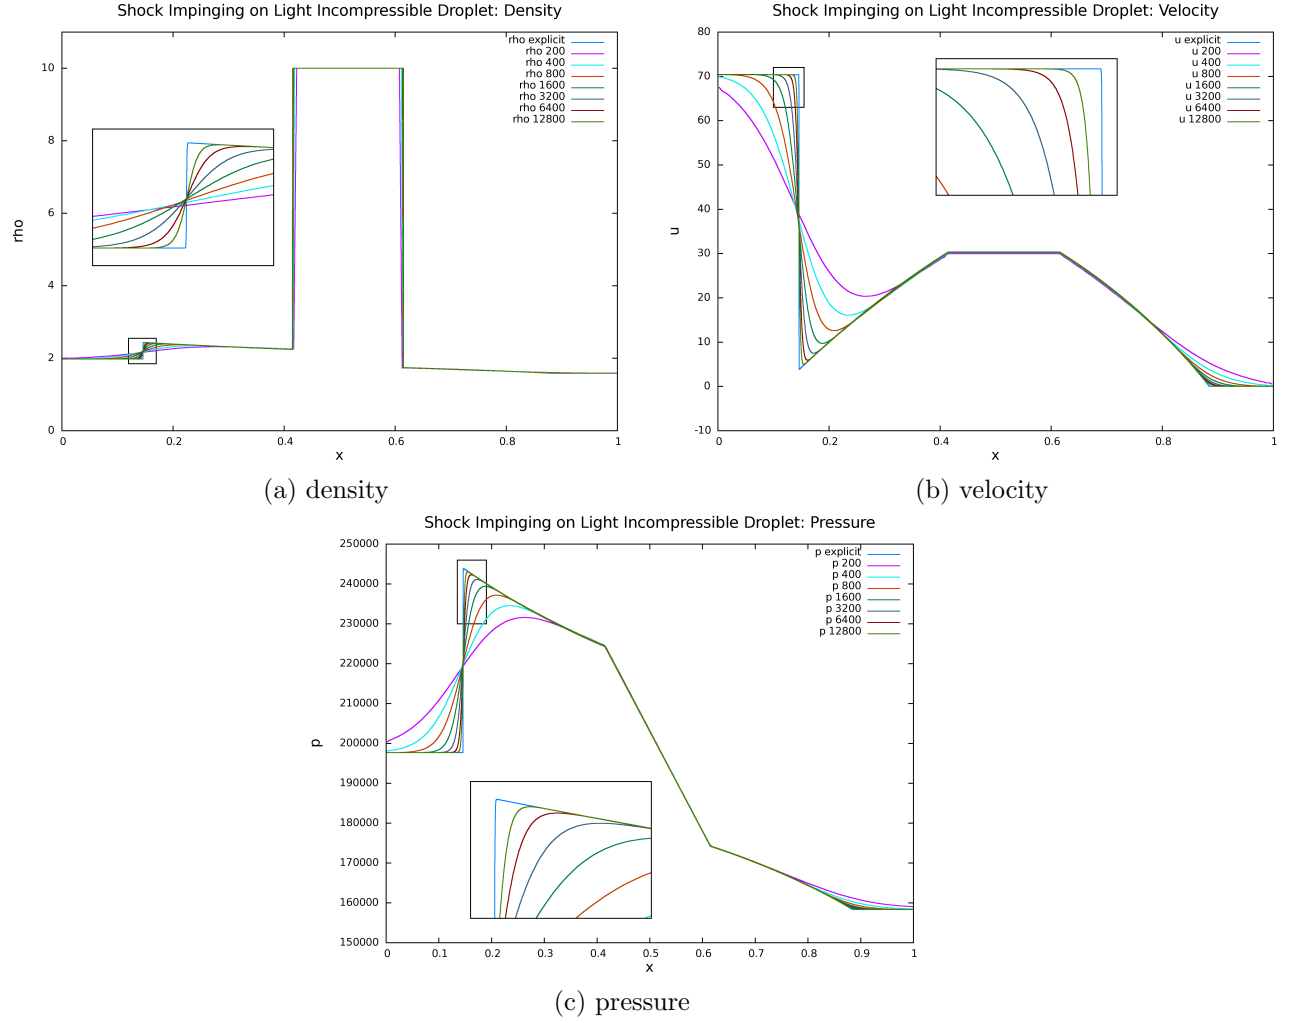 Shock Impinging on Light Incompressible Droplet: Density
rho explicit
rho 200
rho 400
rho 800
rho 1600
rho 3200
rho 6400
rho 12800
10
8
6
4
2
0
rho
0 0.2 0.4 0.6 0.8 1
x
(a) density
Shock Impinging on Light Incompressible Droplet: Velocity
u explicit
u 200
u 400
u 800
u 1600
u 3200
u 6400
u 12800
80
70
60
50
40
30
20
10
0
-10
u
0 0.2 0.4 0.6 0.8 1
x
(b) velocity
Shock Impinging on Light Incompressible Droplet: Pressure
p explicit
p 200
p 400
p 800
p 1600
p 3200
p 6400
p 12800
250000
240000
230000
220000
210000
200000
190000
180000
170000
160000
150000
p
0 0.1 0.2 0.3 0.4 0.5 0.6 0.7 0.8 0.9 1
x
(c) pressure